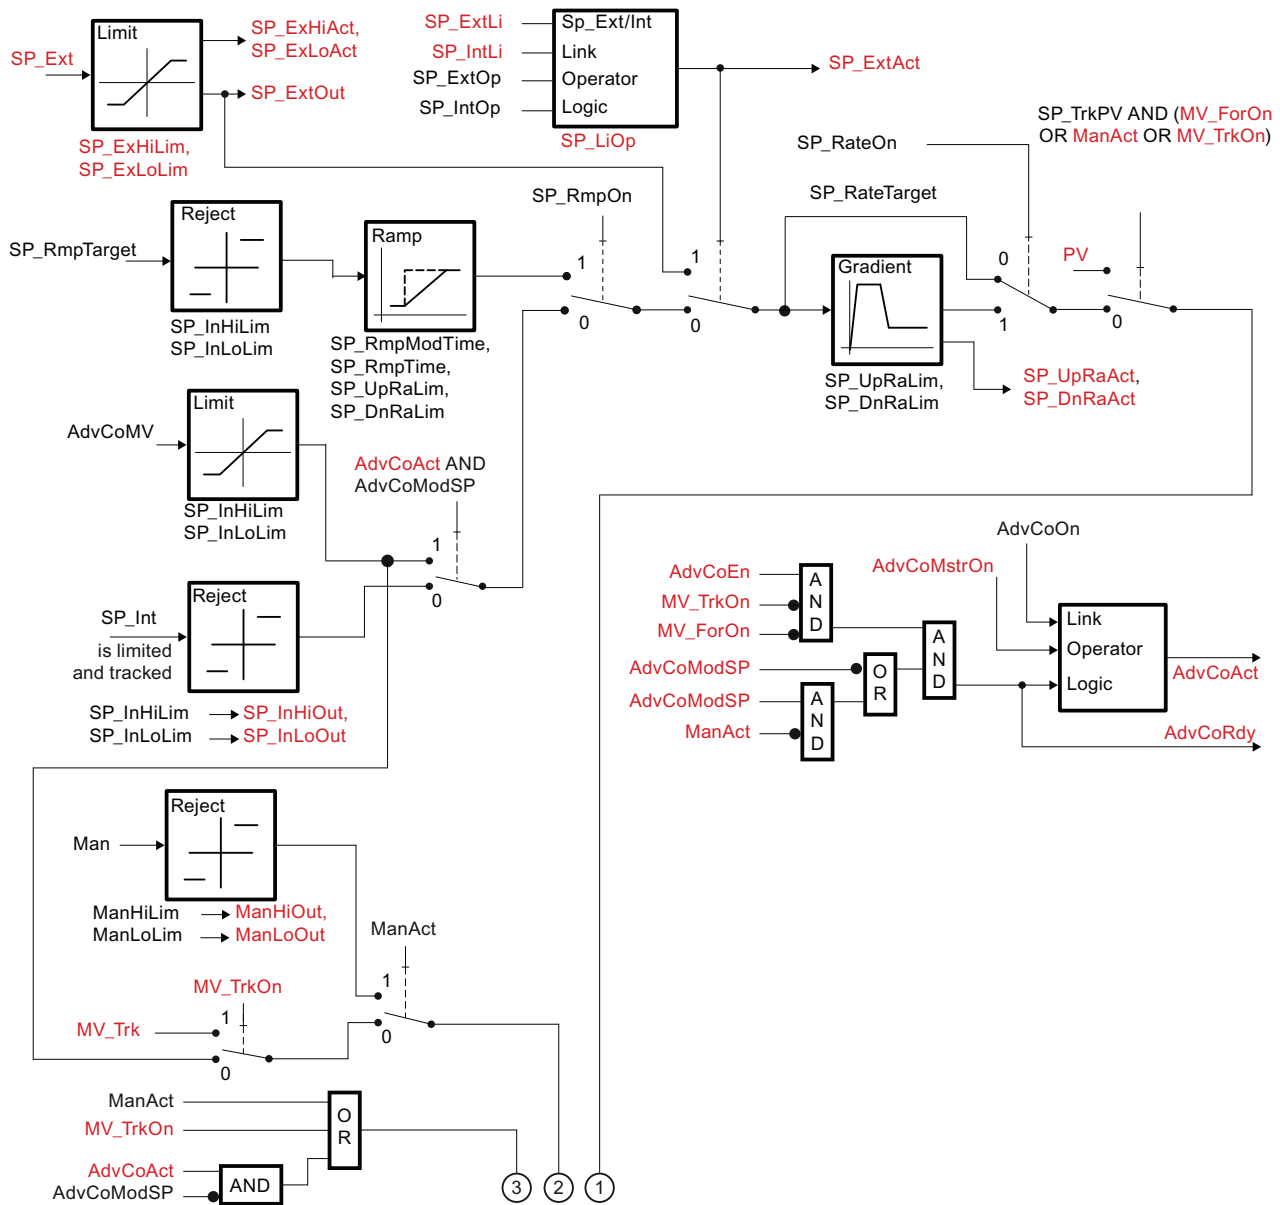 Limit
SP_Ext
SP_ExHiAct,
SP_ExLoAct
SP_ExtOut
SP_ExHiLim,
SP_ExLoLim
SP_ExtLi
SP_IntLi
SP_ExtOp
SP_IntOp
Sp_Ext/Int
Link
Operator
Logic
SP_LiOp
SP_ExtAct
SP_TrkPV AND (MV_ForOn
OR ManAct OR MV_TrkOn)
SP_RateOn
SP_RateTarget
SP_RmpOn
Reject
SP_RmpTarget
SP_InHiLim
SP_InLoLim
Ramp
SP_RmpModTime,
SP_RmpTime,
SP_UpRaLim,
SP_DnRaLim
1
0
1
0
Gradient
SP_UpRaLim,
SP_DnRaLim
0
1
PV
0
SP_UpRaAct,
SP_DnRaAct
Limit
AdvCoMV
SP_InHiLim
SP_InLoLim
AdvCoAct AND
AdvCoModSP
1
0
Reject
SP_Int
is limited
and tracked
SP_InHiLim
SP_InHiOut,
SP_InLoLim
SP_InLoOut
AdvCoOn
AdvCoMstrOn
AdvCoEn
MV_TrkOn
MV_ForOn
AND
AdvCoModSP
AdvCoModSP
ManAct
AND
OR
AND
Link
Operator
Logic
AdvCoAct
AdvCoRdy
Reject
Man
ManHiLim
ManHiOut,
ManLoLim
ManLoOut
ManAct
1
0
MV_TrkOn
MV_Trk
1
0
ManAct
MV_TrkOn
AdvCoAct
AdvCoModSP
AND
OR
3
2
1